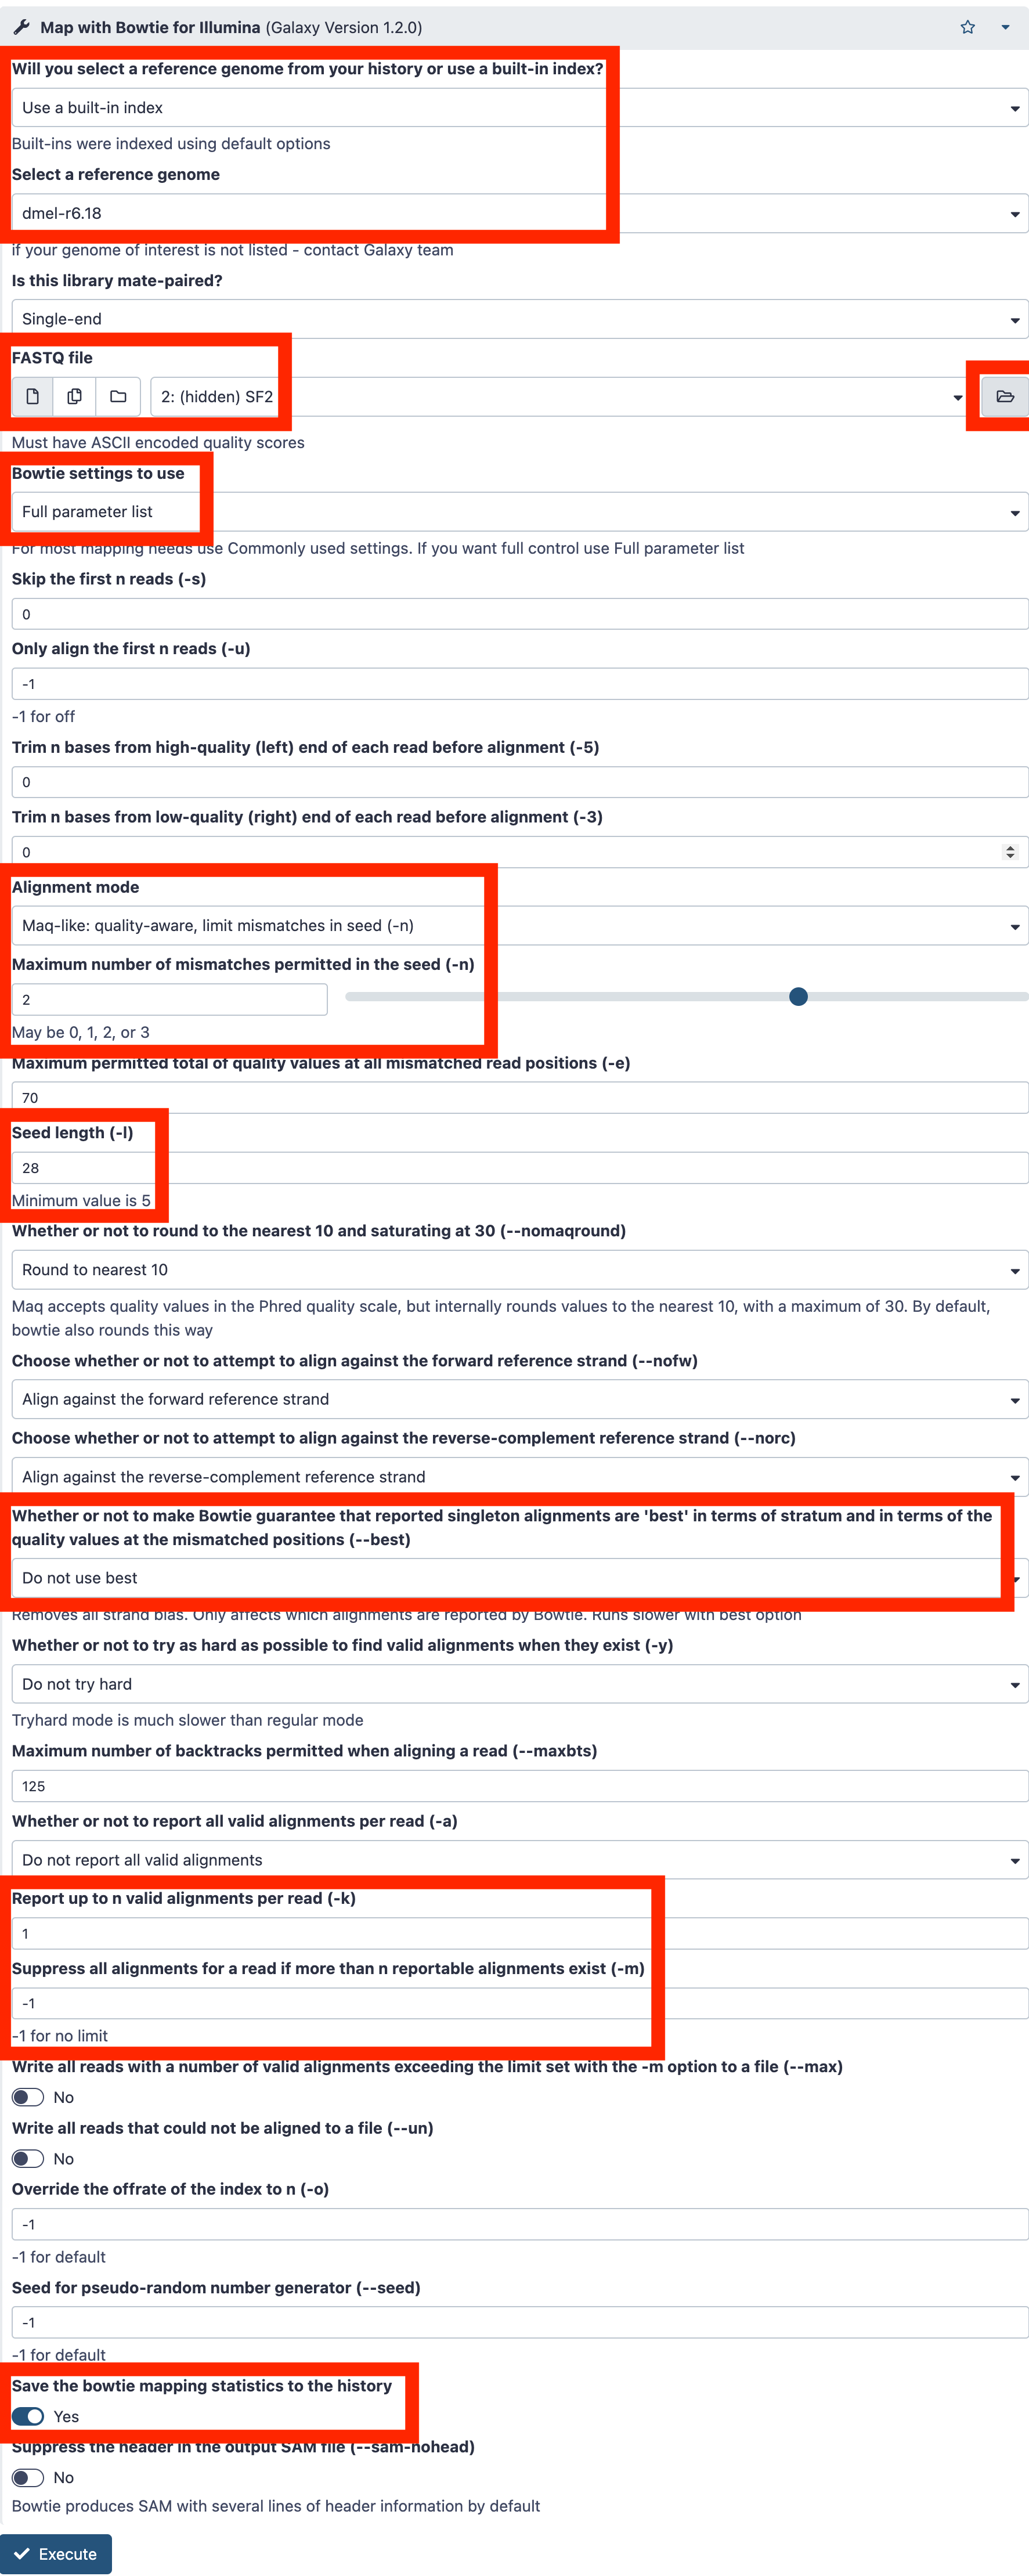 Map with Bowtie for Illumina (Galaxy Version 1.2.0)
Will you select a reference genome from your history or use a built-in index?
Use a built-in index
Built-ins were indexed using default options
Select a reference genome
dmel-r6.18
if your genome of interest is not listed - contact Galaxy team
Is this library mate-paired?
Single-end
FASTQ file
2: (hidden) SF2
Must have ASCII encoded quality scores
Bowtie settings to use
Full parameter list
For most mapping needs use Commonly used settings. If you want full control use Full parameter list
Skip the first n reads (-s)
0
Only align the first n reads (-u)
-1
-1 for off
Trim n bases from high-quality (left) end of each read before alignment (-5)
0
Trim n bases from low-quality (right) end of each read before alignment (-3)
0
Alignment mode
Maq-like: quality-aware, limit mismatches in seed (-n)
Maximum number of mismatches permitted in the seed (-n)
2
May be 0, 1, 2, or 3
Maximum permitted total of quality values at all mismatched read positions (-e)
70
Seed length (-l)
28
Minimum value is 5
Whether or not to round to the nearest 10 and saturating at 30 (--nomaqround)
Round to nearest 10
Maq accepts quality values in the Phred quality scale, but internally rounds values to the nearest 10, with a maximum of 30. By default,
bowtie also rounds this way
Choose whether or not to attempt to align against the forward reference strand (--nofw)
Align against the forward reference strand
Choose whether or not to attempt to align against the reverse-complement reference strand (--norc)
Align against the reverse-complement reference strand
Whether or not to make Bowtie guarantee that reported singleton alignments are 'best' in terms of stratum and in terms of the
quality values at the mismatched positions (--best)
Do not use best
Removes all strand bias. Only affects which alignments are reported by Bowtie. Runs slower with best option
Whether or not to try as hard as possible to find valid alignments when they exist (-y)
Do not try hard
Tryhard mode is much slower than regular mode
Maximum number of backtracks permitted when aligning a read (--maxbts)
125
Whether or not to report all valid alignments per read (-a)
Do not report all valid alignments
Report up to n valid alignments per read (-k)
1
Suppress all alignments for a read if more than n reportable alignments exist (-m)
-1
-1 for no limit
Write all reads with a number of valid alignments exceeding the limit set with the -m option to a file (--max)
No
Write all reads that could not be aligned to a file (--un)
No
Override the offrate of the index to n (-o)
-1
-1 for default
Seed for pseudo-random number generator (--seed)
-1
-1 for default
Save the bowtie mapping statistics to the history
Yes
Suppress the header in the output SAM file (--sam-nohead)
No
Bowtie produces SAM with several lines of header information by default
Execute